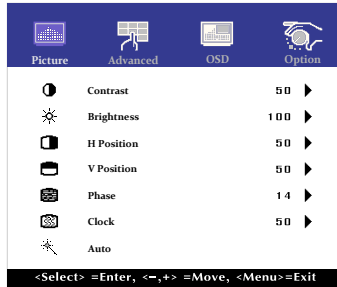 Picture Advanced OSD Option
Contrast 50
Brightness 100
H Position 50
V Position 50
Phase 14
Clock 50
Auto
<Select> =Enter, <−,+> =Move, <Menu>=Exit